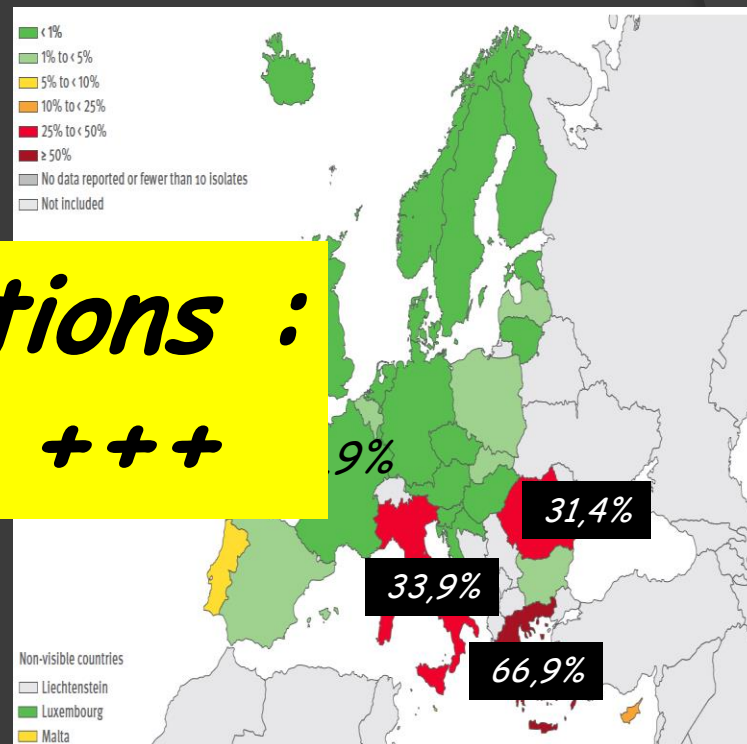 < 1%
1% to < 5%
5% to < 10%
10% to < 25%
25% to < 50%
≥ 50%
No data reported or fewer than 10 isolates
Not included
:
+++
9%
31,4%
33,9%
66,9%
Non-visible countries
Liechtenstein
Luxembourg
Malta